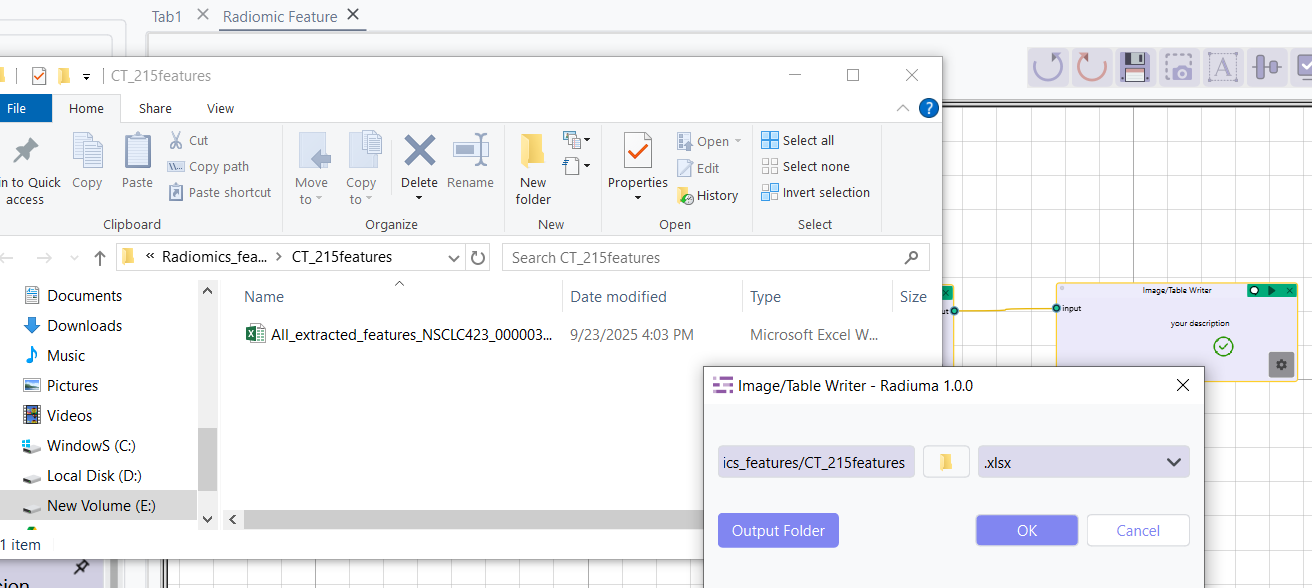 Tab1
Radiomic Feature
CT_215features
File
Home
Share
View
in to Quick
access
Copy
Paste
Cut
Copy path
Paste shortcut
Clipboard
Move
to
Copy
to
Delete
Rename
Organize
New
folder
New
Properties
Open
Edit
History
Open
Select all
Select none
Invert selection
Select
« Radiomics_fea... > CT_215features
Search CT_215features
Documents
Downloads
Music
Pictures
Videos
WindowS (C:)
Local Disk (D:)
New Volume (E:)
Name
Date modified
Type
Size
All_extracted_features_NSCLC423_000003...
9/23/2025 4:03 PM
Microsoft Excel W...
1 item
ut
Image/Table Writer
input
your description
Image/Table Writer - Radiuma 1.0.0
ics_features/CT_215features
.xlsx
Output Folder
OK
Cancel
sion